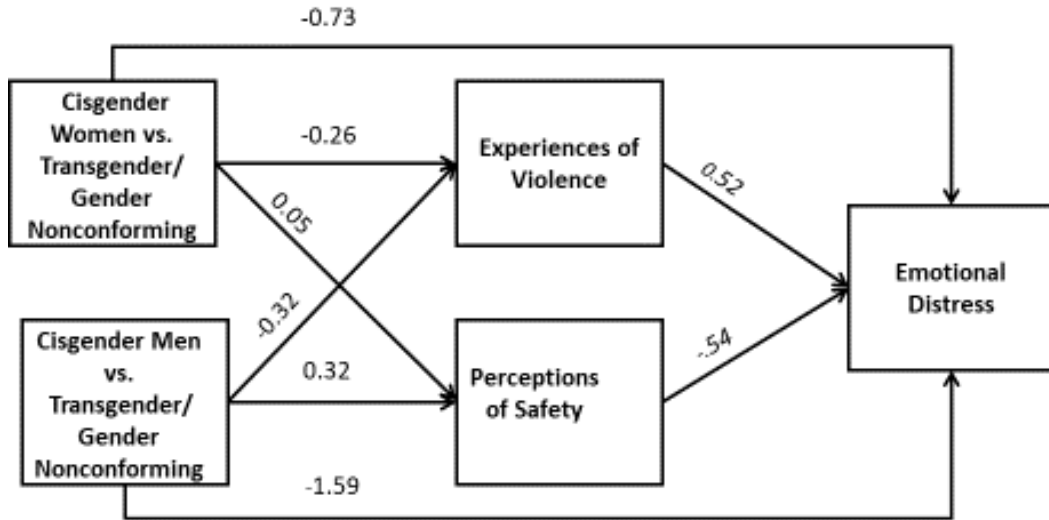 -0.73
Cisgender
Women vs.
Transgender/
Gender
Nonconforming
-0.26
0.05
Experiences of
Violence
0.52
Emotional
Distress
Cisgender Men
vs.
Transgender/
Gender
Nonconforming
-0.32
0.32
Perceptions
of Safety
-.54
-1.59